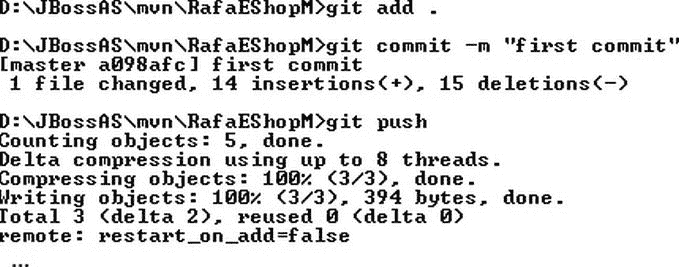 D:\JBossAS\mvn\RafaEShopM>git add .
D:\JBossAS\mvn\RafaEShopM>git commit -m "first commit"
[master a098afc] first commit
1 file changed, 14 insertions(+), 15 deletions(-)
D:\JBossAS\mvn\RafaEShopM>git push
Counting objects: 5, done.
Delta compression using up to 8 threads.
Compressing objects: 100% (3/3), done.
Writing objects: 100% (3/3), 394 bytes, done.
Total 3 (delta 2), reused 0 (delta 0)
remote: restart_on_add=false
...